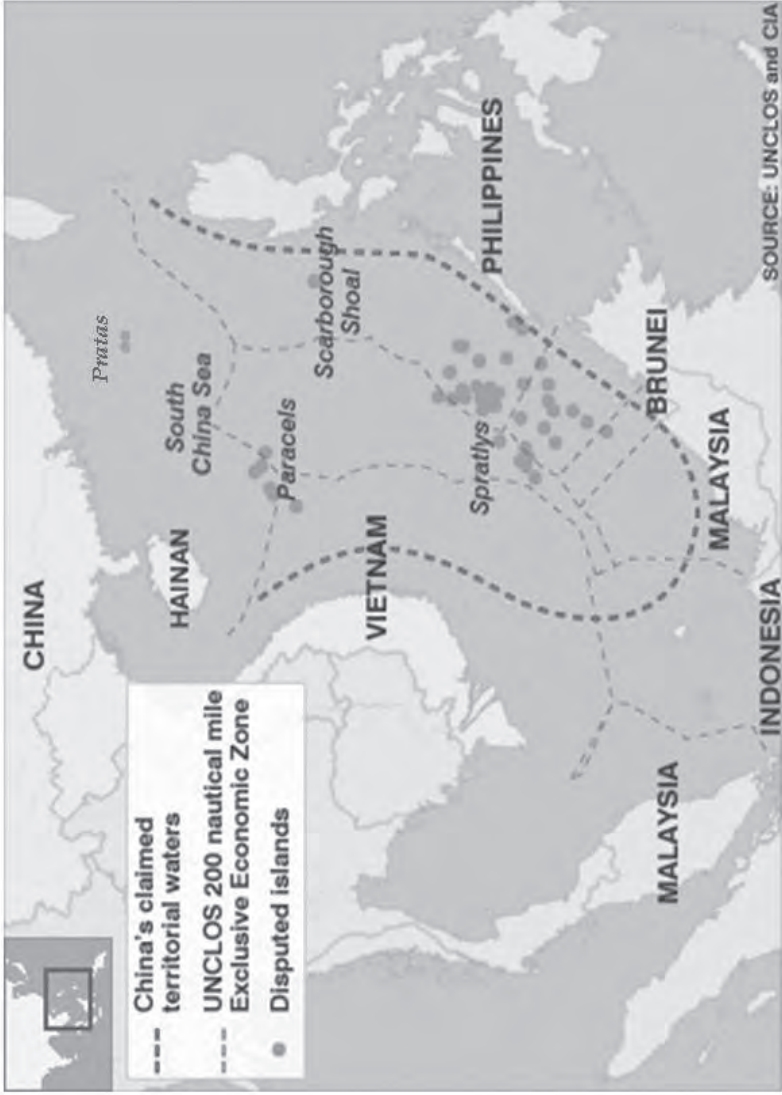 CHINA
Pratas
HAINAN
South
China Sea
Paracels
Scarborough
Shoal
VIETNAM
PHILIPPINES
Spratlys
BRUNEI
MALAYSIA
MALAYSIA
INDONESIA
China's claimed
territorial waters
UNCLOS 200 nautical mile
Exclusive Economic Zone
Disputed islands
SOURCE: UNCLOS and CIA